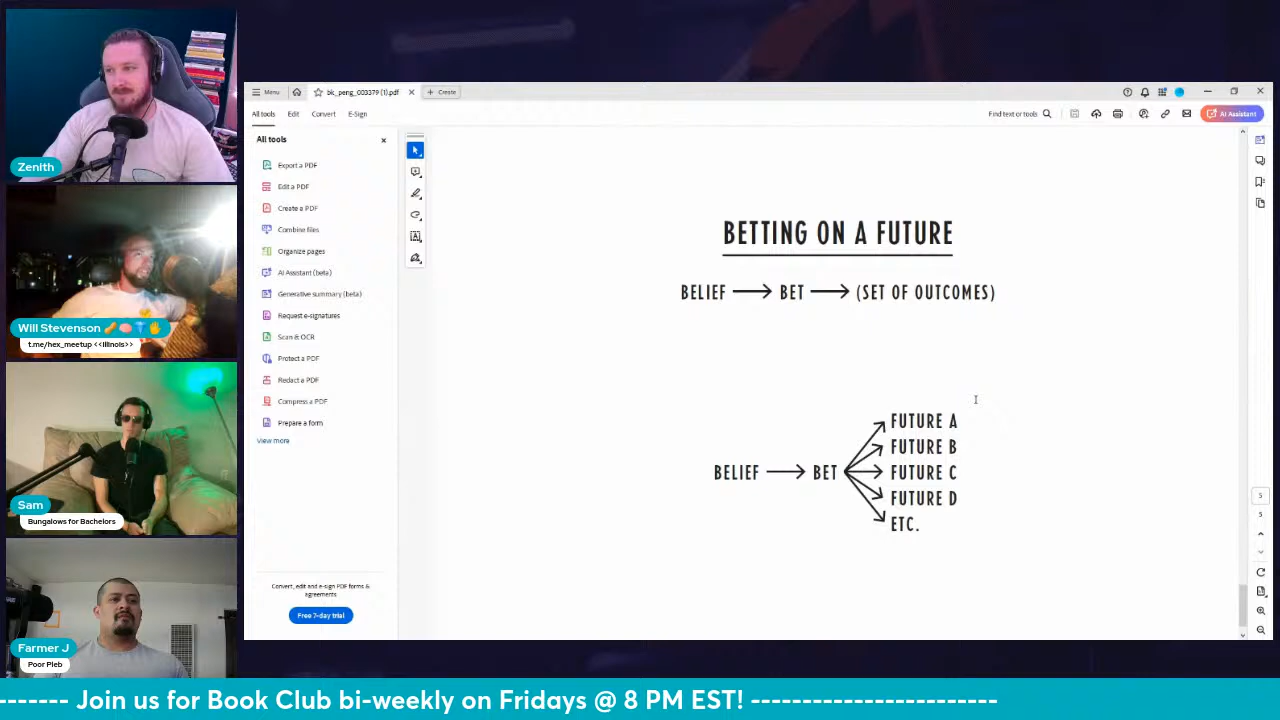 Zenith
Will Stevenson 🥜🧠💎🖐
t.me/hex_meetup <<Illinois>>
Sam
Bungalows for Bachelors
Farmer J
Poor Pleb
Menu
bk_peng_003379 (1).pdf
Create
All tools
Edit
Convert
E-Sign
Find text or tools
AI Assistant
All tools
Export a PDF
Edit a PDF
Create a PDF
Combine files
Organize pages
AI Assistant (beta)
Generative summary (beta)
Request e-signatures
Scan & OCR
Protect a PDF
Redact a PDF
Compress a PDF
Prepare a form
View more
Convert, edit and e-sign PDF forms &
agreements
Free 7-day trial
BETTING ON A FUTURE
BELIEF → BET → (SET OF OUTCOMES)
FUTURE A
FUTURE B
BELIEF → BET FUTURE C
FUTURE D
ETC.
5
5
------- Join us for Book Club bi-weekly on Fridays @ 8 PM EST! -----------------------